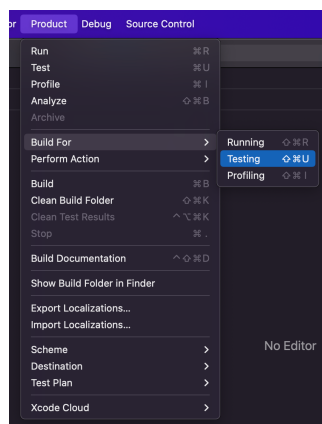 or Product Debug Source Control
Run ⌘R
Test ⌘U
Profile ⌘I
Analyze ⇧⌘B
Archive
Build For >
Running ⇧⌘R
Testing ⇧⌘U
Profiling ⇧⌘I
Perform Action >
Build ⌘B
Clean Build Folder ⇧⌘K
Clean Test Results ^⌥⌘K
Stop ⌘.
Build Documentation ^⇧⌘D
Show Build Folder in Finder
Export Localizations...
Import Localizations...
Scheme >
Destination >
Test Plan >
Xcode Cloud >
No Editor